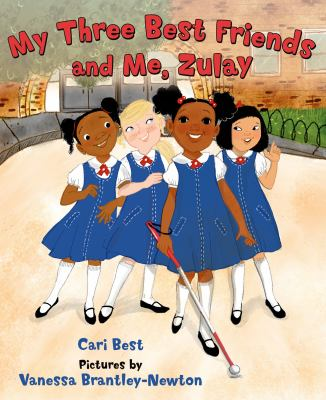 My Three Best Friends
and Me, Zulay
Cari Best
Pictures by
Vanessa Brantley-Newton